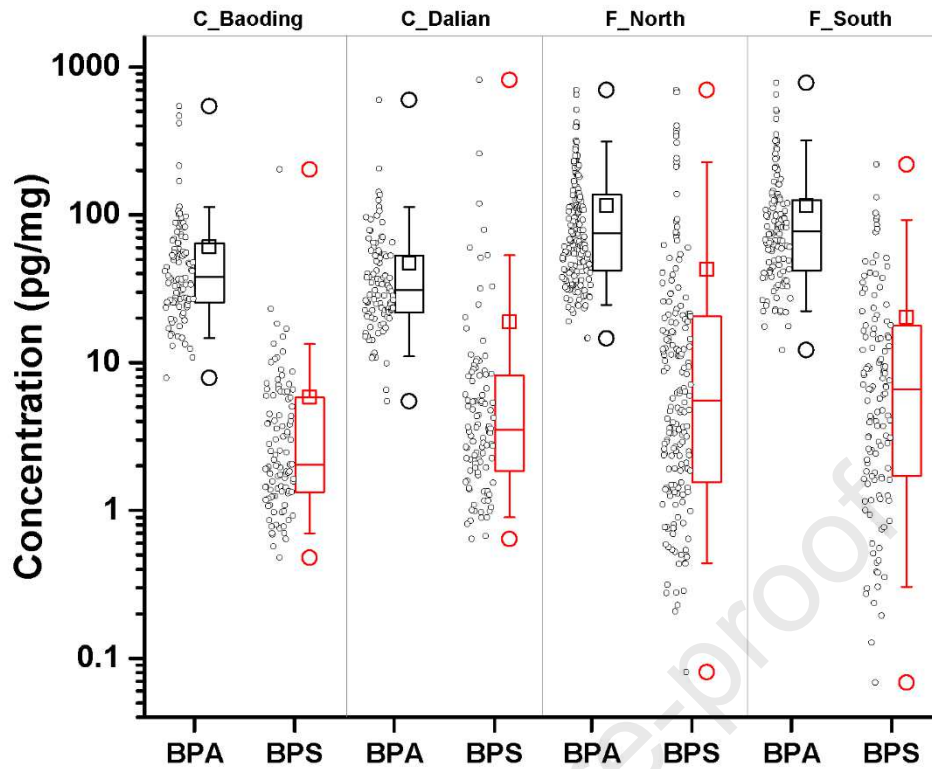 C_Baoding C_Dalian F_North F_South
Concentration (pg/mg)
1000
100
10
1
0.1
BPA BPS BPA BPS BPA BPS BPA BPS
e-proof